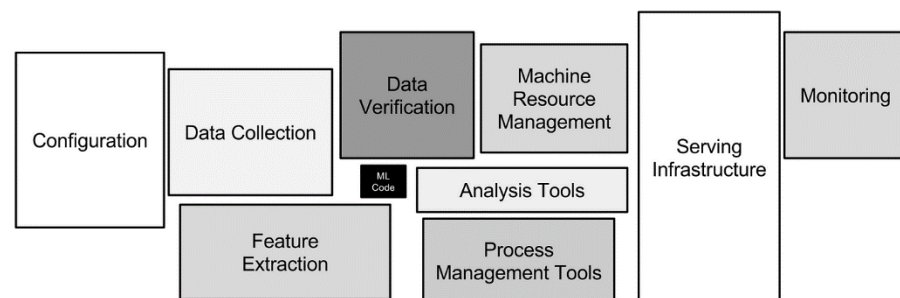 Configuration
Data Collection
Data
Verification
Machine
Resource
Management
Monitoring
Serving
Infrastructure
ML
Code
Analysis Tools
Feature
Extraction
Process
Management Tools